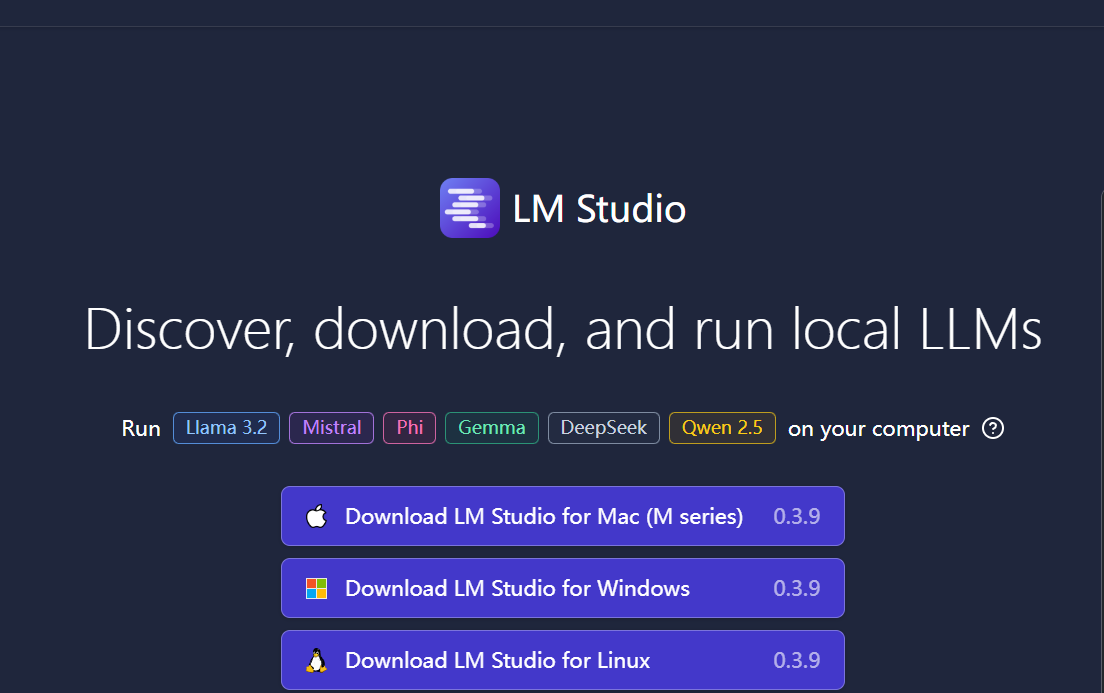 LM Studio
Discover, download, and run local LLMs
Run Llama 3.2 Mistral Phi Gemma DeepSeek Qwen 2.5 on your computer ?
Download LM Studio for Mac (M series) 0.3.9
Download LM Studio for Windows 0.3.9
Download LM Studio for Linux 0.3.9